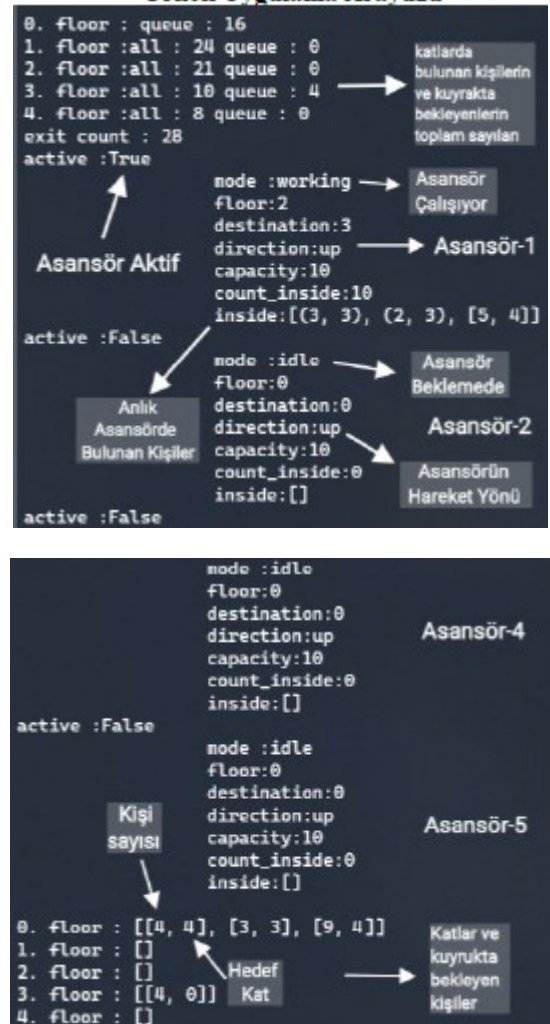 0. floor : queue : 16
1. floor :all : 24 queue : 0
2. floor :all : 21 queue : 0
3. floor :all : 10 queue : 4
4. floor :all : 8 queue : 0
exit count : 28
active :True
katlarda
bulunan kişilerin
ve kuyrakta
bekleyenlerin
toplam sayıları
mode :working
floor:2
destination:3
direction:up
capacity:10
count_inside:10
inside:[(3, 3), (2, 3), [5, 4]]
Asansör
Çalışıyor
Asansör-1
Asansör Aktif
active :False
mode :idle
floor:0
destination:0
direction:up
capacity:10
count_inside:0
inside:[]
Asansör
Beklemede
Asansör-2
Anlık
Asansörde
Bulunan Kişiler
Asansörün
Hareket Yönü
active :False
mode :idle
floor:0
destination:0
direction:up
capacity:10
count_inside:0
inside:[]
Asansör-4
active :False
mode :idle
floor:0
destination:0
direction:up
capacity:10
count_inside:0
inside:[]
Asansör-5
Kişi
sayısı
0. floor : [[4, 4], [3, 3], [9, 4]]
1. floor : []
2. floor : []
3. floor : [[4, 0]]
4. floor : []
Hedef
Kat
Katlar ve
kuyrukta
bekleyen
kişiler